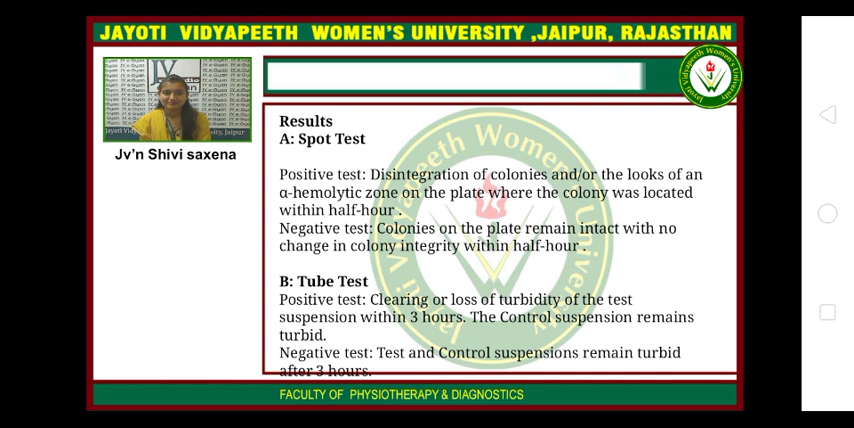 JAYOTI VIDYAPEETH WOMEN'S UNIVERSITY ,JAIPUR, RAJASTHAN
Jv'n Shivi saxena
Results
A: Spot Test
Positive test: Disintegration of colonies and/or the looks of an
α-hemolytic zone on the plate where the colony was located
within half-hour .
Negative test: Colonies on the plate remain intact with no
change in colony integrity within half-hour .
B: Tube Test
Positive test: Clearing or loss of turbidity of the test
suspension within 3 hours. The Control suspension remains
turbid.
Negative test: Test and Control suspensions remain turbid
after 3 hours.
FACULTY OF PHYSIOTHERAPY & DIAGNOSTICS